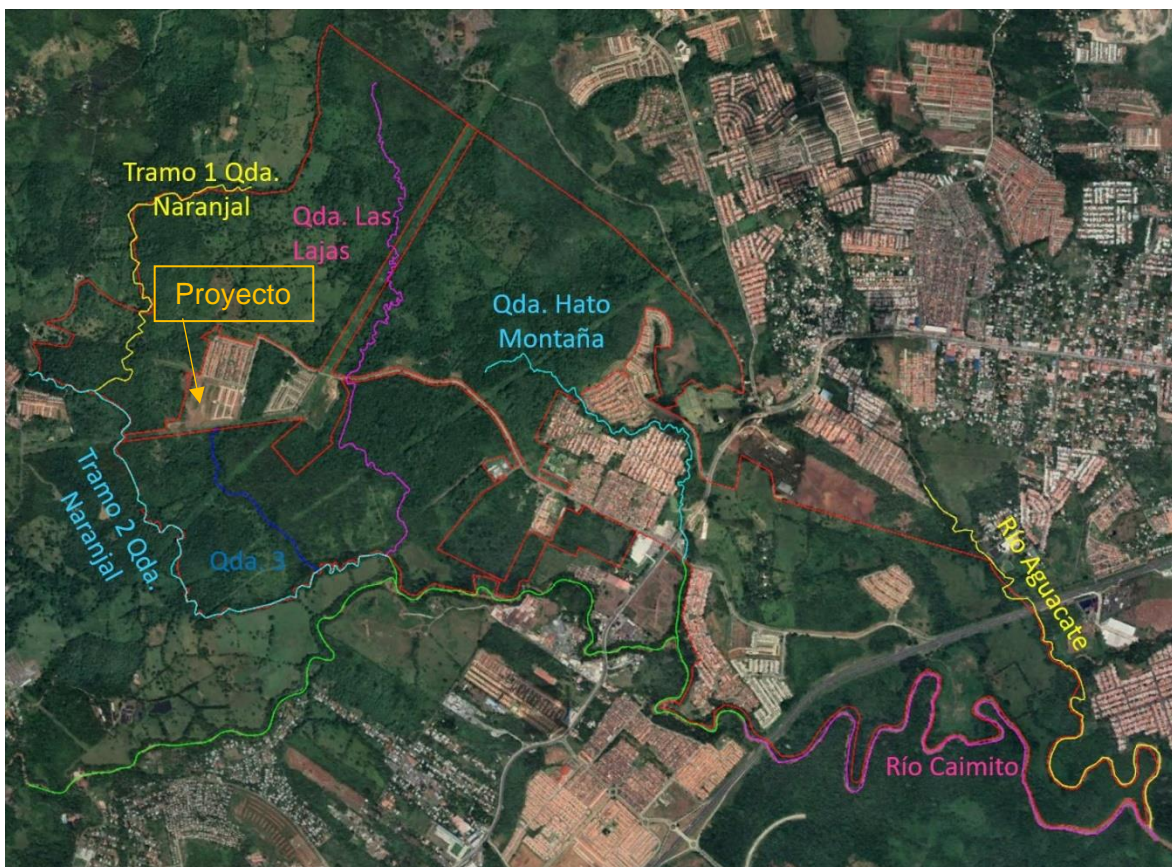 Tramo 1 Qda.
Naranjal
Qda. Las
Lajas
Proyecto
Qda. Hato
Montaña
Tramo 2 Qda.
Naranjal
Qda. 3
Río Aguacate
Río Caimito